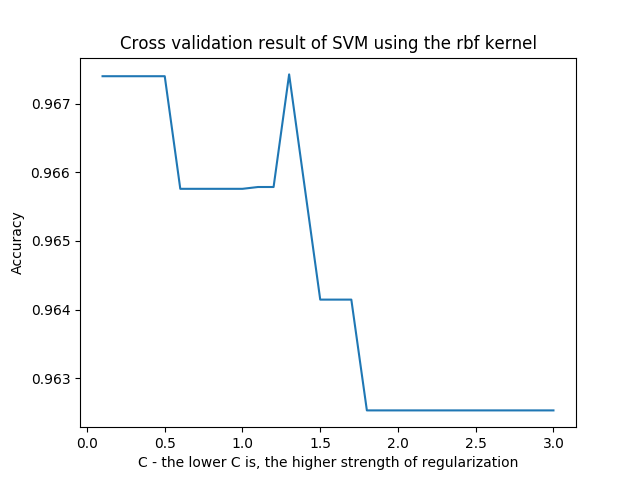 Cross validation result of SVM using the rbf kernel
0.967
0.966
0.965
0.964
0.963
Accuracy
0.0 0.5 1.0 1.5 2.0 2.5 3.0
C - the lower C is, the higher strength of regularization